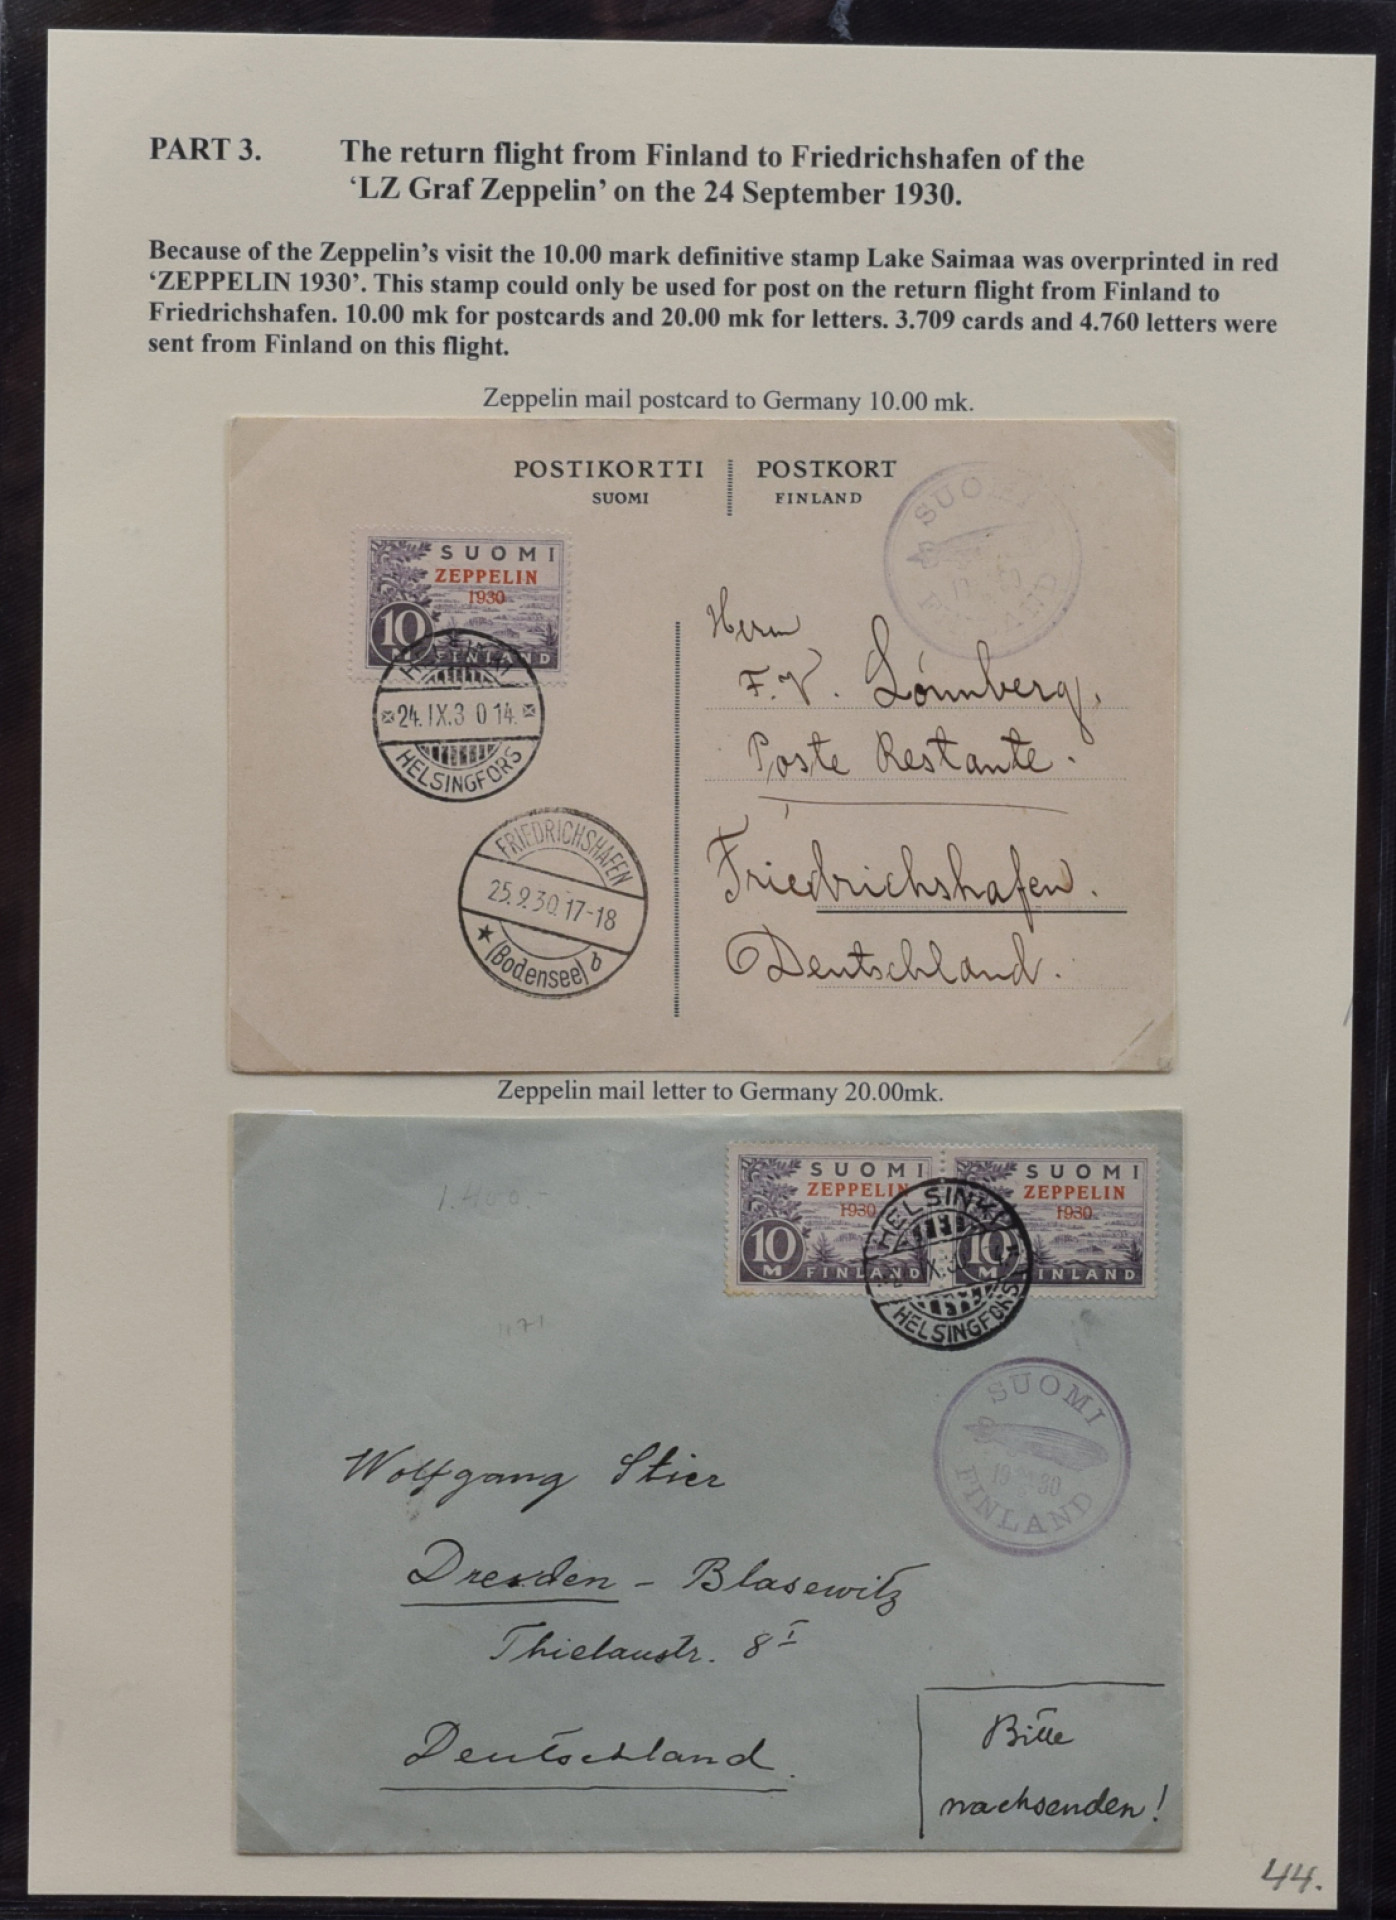 PART 3. The return flight from Finland to Friedrichshafen of the
‘LZ Graf Zeppelin’ on the 24 September 1930.
Because of the Zeppelin’s visit the 10.00 mark definitive stamp Lake Saimaa was overprinted in red
‘ZEPPELIN 1930’. This stamp could only be used for post on the return flight from Finland to
Friedrichshafen. 10.00 mk for postcards and 20.00 mk for letters. 3.709 cards and 4.760 letters were
sent from Finland on this flight.
Zeppelin mail postcard to Germany 10.00 mk.
POSTIKORTTI POSTKORT
SUOMI FINLAND
SUOMI
FINLAND
SUOMI
ZEPPELIN
1930
10
M FINLAND
HELSINKI
24.IX.30 14.
HELSINGFORS
FRIEDRICHSHAFEN
25.9.30.17-18
(Bodensee) b
Herrn
F.V. Lönnberg,
Poste Restante.
Friedrichshafen.
Deutschland.
Zeppelin mail letter to Germany 20.00mk.
1.400.-
SUOMI
ZEPPELIN
1930
10
M FINLAND
SUOMI
ZEPPELIN
1930
10
M FINLAND
HELSINKI
HELSINGFORS
SUOMI
19 30
FINLAND
Wolfgang Stier
Dresden - Blasewitz
Thielaustr. 8 I
Deutschland.
Bitte
nachsenden!
44.